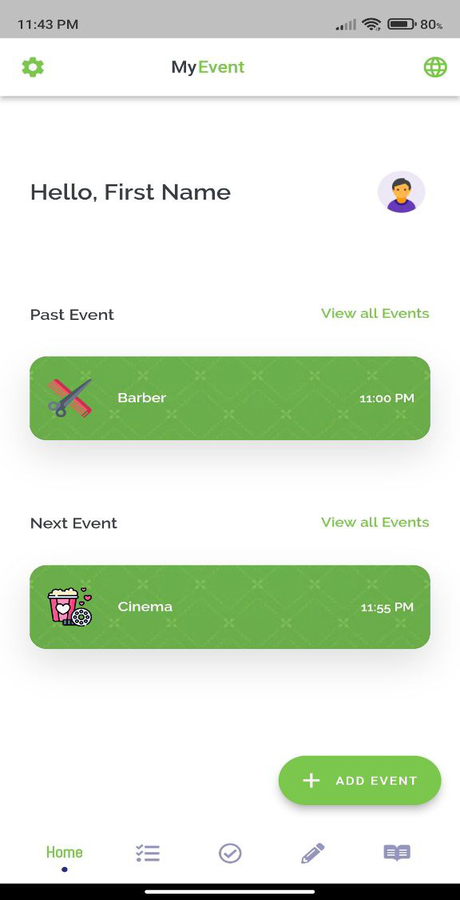 11:43 PM 80%
MyEvent
Hello, First Name
Past Event View all Events
Barber 11:00 PM
Next Event View all Events
Cinema 11:55 PM
ADD EVENT
Home